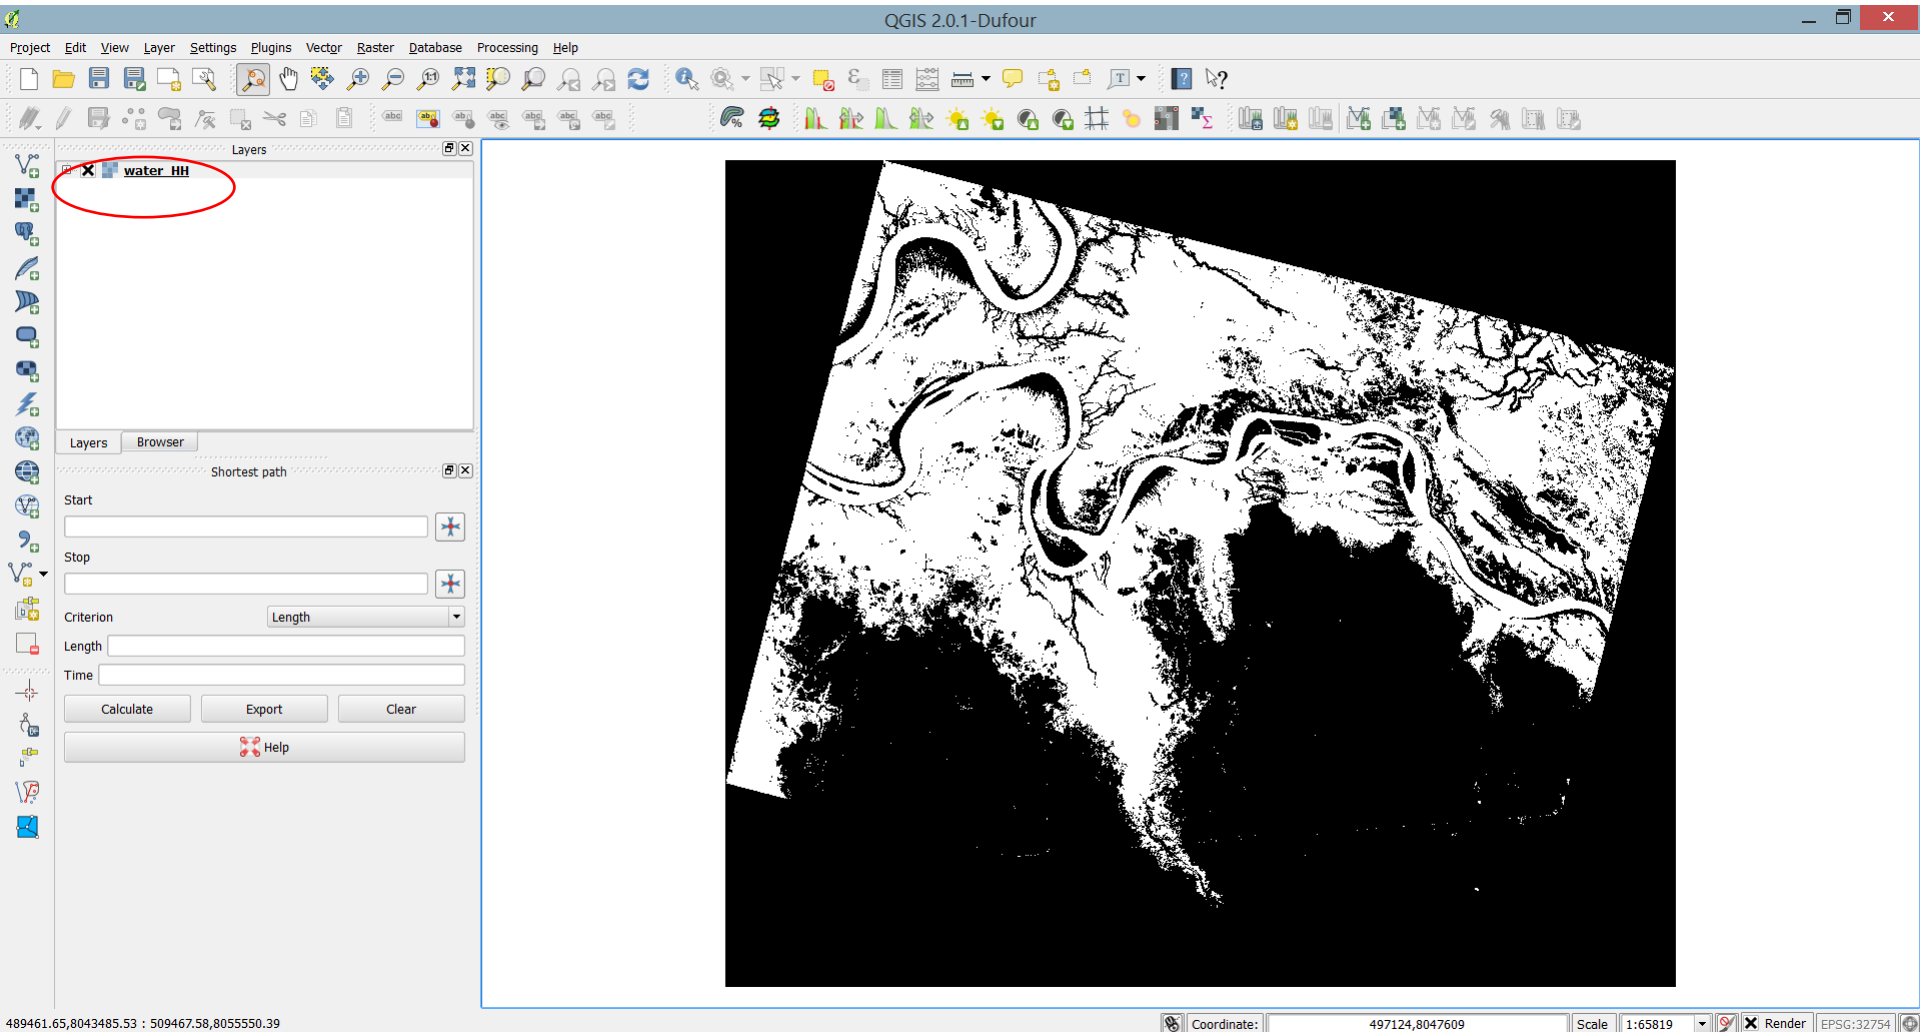 QGIS 2.0.1-Dufour
Project Edit View Layer Settings Plugins Vector Raster Database Processing Help
Layers
water_HH
Layers Browser
Shortest path
Start
Stop
Criterion Length
Length
Time
Calculate Export Clear
Help
489461.65,8043485.53 : 509467.58,8055550.39 Coordinate: 497124,8047609 Scale 1:65819 Render EPSG:32754